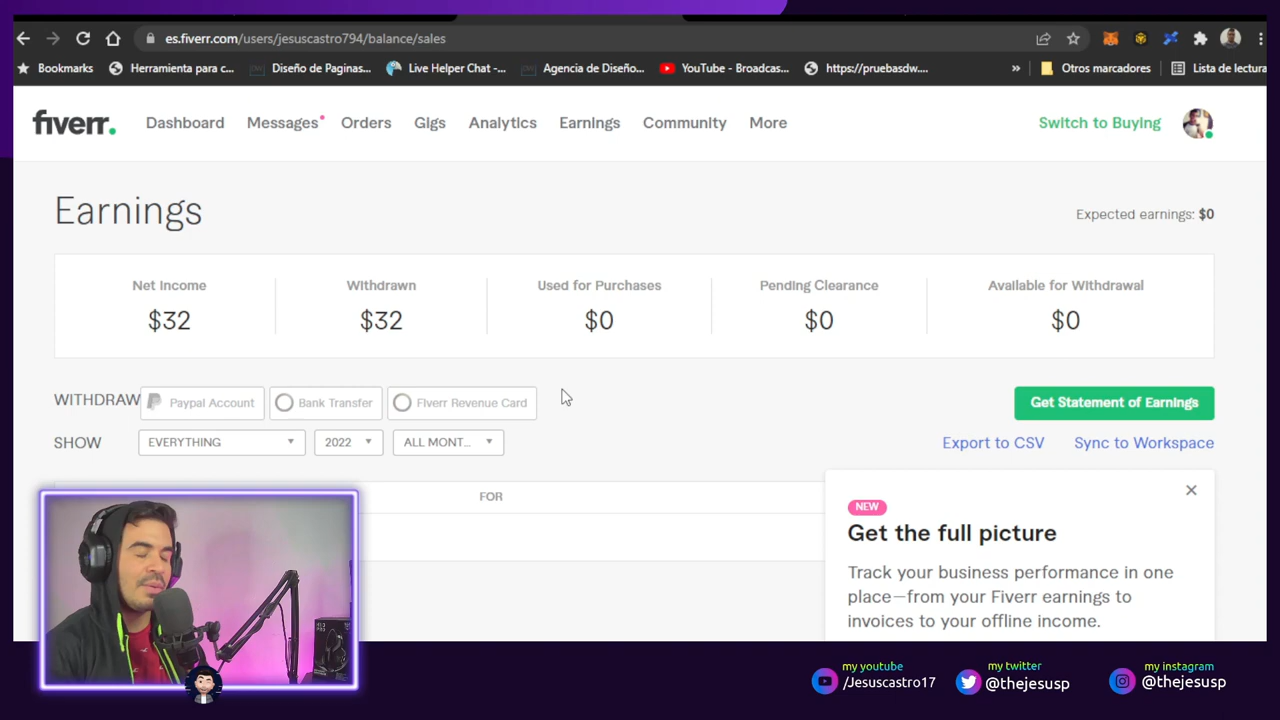 es.fiverr.com/users/jesuscastro794/balance/sales
Bookmarks Herramienta para c... Diseño de Paginas... Live Helper Chat -... Agencia de Diseño... YouTube - Broadcas... https://pruebasdw.... » Otros marcadores Lista de lectura
fiverr. Dashboard Messages Orders Gigs Analytics Earnings Community More Switch to Buying
Earnings
Expected earnings: $0
Net Income Withdrawn Used for Purchases Pending Clearance Available for Withdrawal
$32 $32 $0 $0 $0
WITHDRAW Paypal Account Bank Transfer Fiverr Revenue Card Get Statement of Earnings
SHOW EVERYTHING 2022 ALL MONT... Export to CSV Sync to Workspace
FOR
NEW
Get the full picture
Track your business performance in one
place—from your Fiverr earnings to
invoices to your offline income.
my youtube my twitter my instagram
/Jesuscastro17 @thejesusp @thejesusp